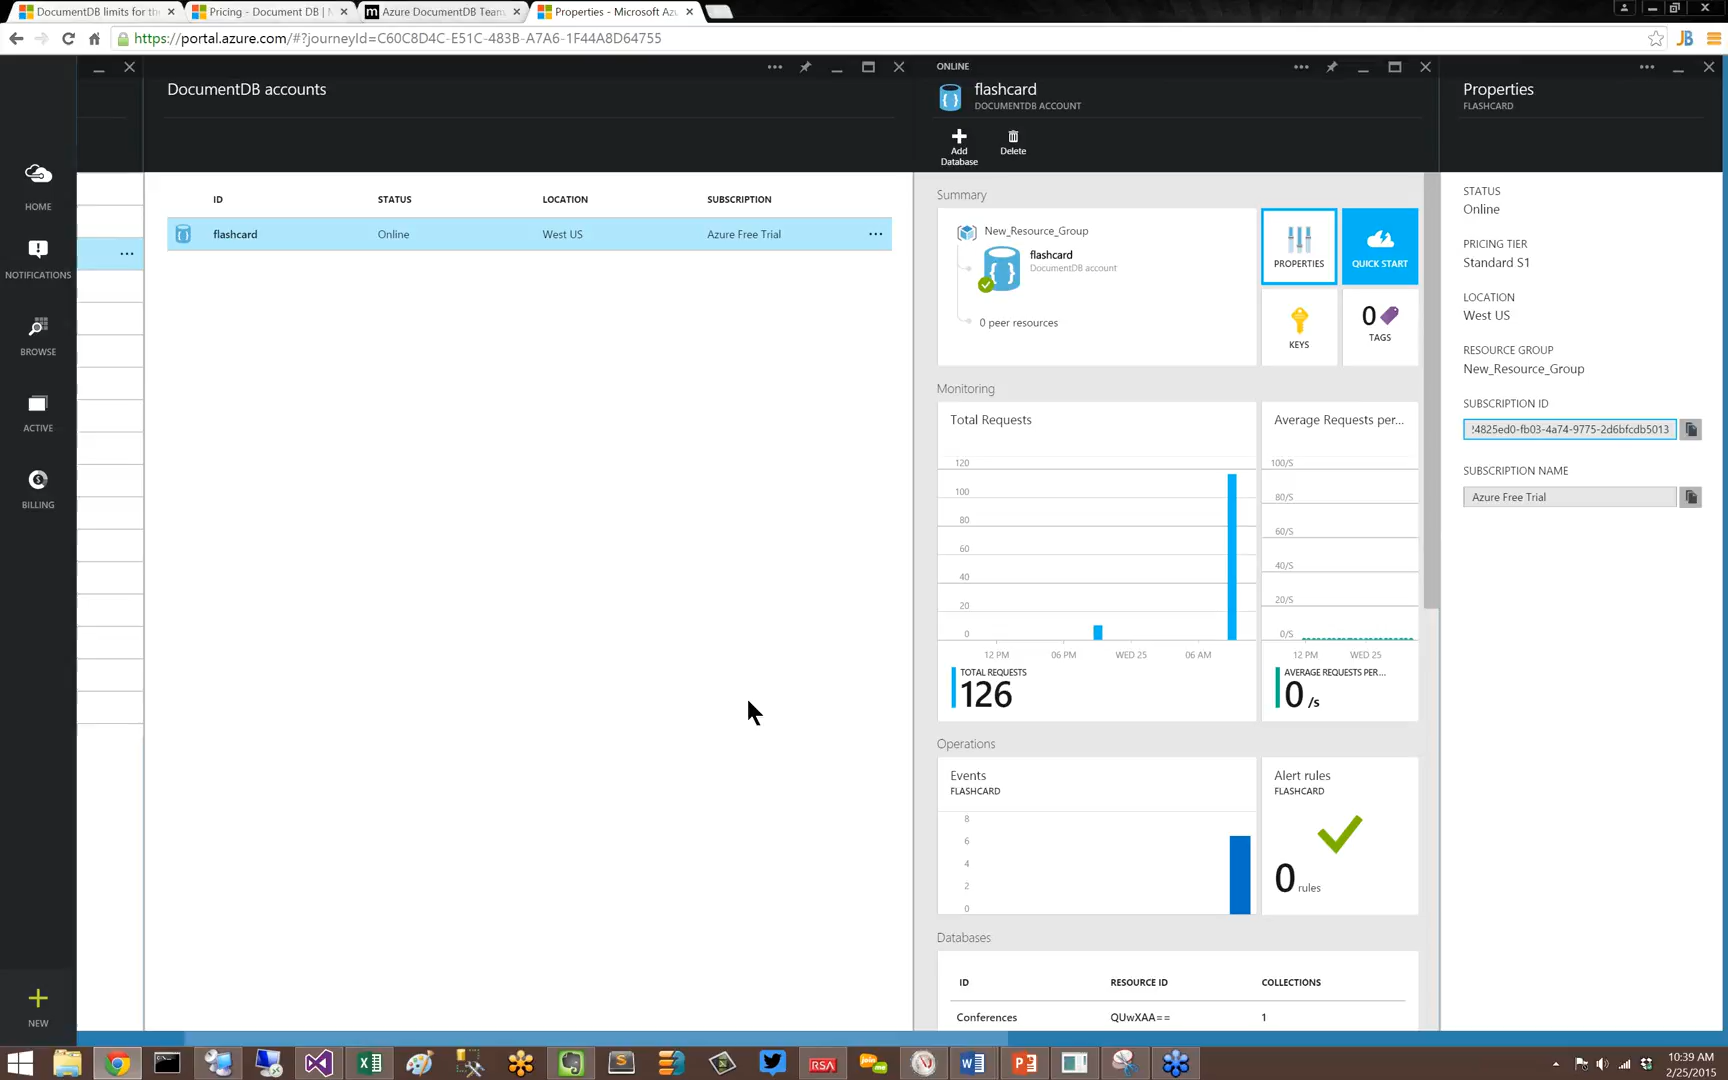 DocumentDB limits for the
Pricing - Document DB | M
Azure DocumentDB Team
Properties - Microsoft Azu
https://portal.azure.com/#?journeyId=C60C8D4C-E51C-483B-A7A6-1F44A8D64755
JB
HOME
NOTIFICATIONS
BROWSE
ACTIVE
BILLING
NEW
DocumentDB accounts
ID STATUS LOCATION SUBSCRIPTION
flashcard Online West US Azure Free Trial
ONLINE
flashcard
DOCUMENTDB ACCOUNT
Add
Database
Delete
Summary
New_Resource_Group
flashcard
DocumentDB account
0 peer resources
PROPERTIES
QUICK START
KEYS
0
TAGS
Monitoring
Total Requests
120
100
80
60
40
20
0
12 PM 06 PM WED 25 06 AM
TOTAL REQUESTS
126
Average Requests per...
100/S
80/S
60/S
40/S
20/S
0/S
12 PM WED 25
AVERAGE REQUESTS PER...
0 /s
Operations
Events
FLASHCARD
8
6
4
2
0
Alert rules
FLASHCARD
0 rules
Databases
ID RESOURCE ID COLLECTIONS
Conferences QUwXAA== 1
Properties
FLASHCARD
STATUS
Online
PRICING TIER
Standard S1
LOCATION
West US
RESOURCE GROUP
New_Resource_Group
SUBSCRIPTION ID
4825ed0-fb03-4a74-9775-2d6bfcdb5013
SUBSCRIPTION NAME
Azure Free Trial
RSA
join
me
10:39 AM
2/25/2015